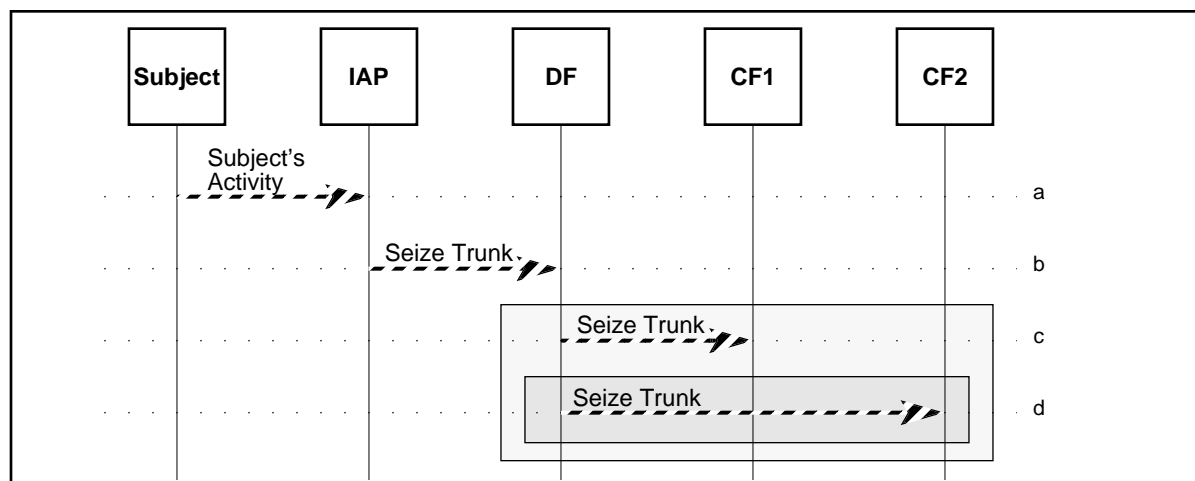 Subject IAP DF CF1 CF2
Subject's
Activity
a
Seize Trunk
b
Seize Trunk
c
Seize Trunk
d